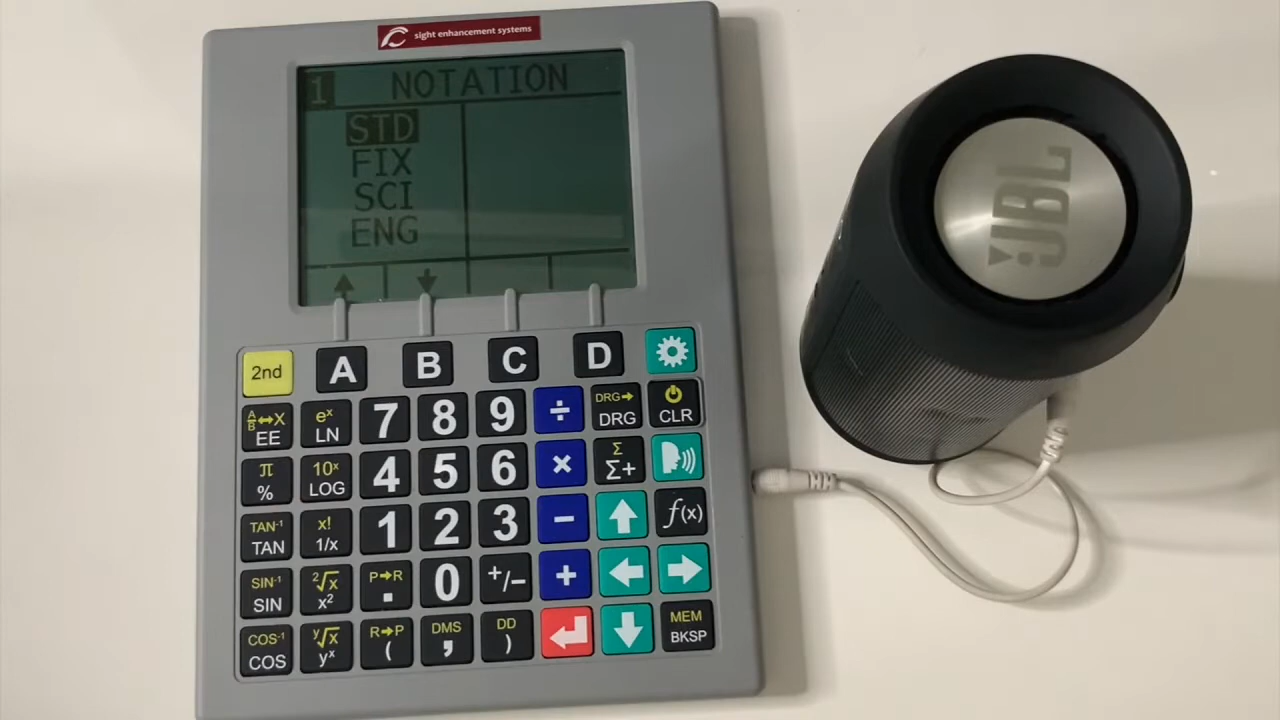 sight enhancement systems
1 NOTATION
STD
FIX
SCI
ENG
2nd A B C D
A/B↔X eˣ DRG→
EE LN 7 8 9 ÷ DRG CLR
π 10ˣ Σ
% LOG 4 5 6 × Σ+
TAN⁻¹ x!
TAN 1/x 1 2 3 − f(x)
SIN⁻¹ ²√x P→R
SIN x² . 0 +/− +
COS⁻¹ ʸ√x R→P DMS DD MEM
COS yˣ ( , ) BKSP
JBL